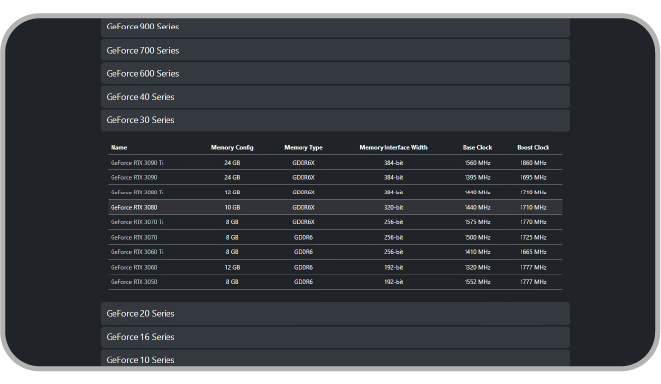 GeForce 900 Series
GeForce 700 Series
GeForce 600 Series
GeForce 40 Series
GeForce 30 Series
Name Memory Config Memory Type Memory Interface Width Base Clock Boost Clock
GeForce RTX 3090 Ti 24 GB GDDR6X 384-bit 1560 MHz 1860 MHz
GeForce RTX 3090 24 GB GDDR6X 384-bit 1395 MHz 1695 MHz
GeForce RTX 3080 Ti 12 GB GDDR6X 384-bit 1440 MHz 1710 MHz
GeForce RTX 3080 10 GB GDDR6X 320-bit 1440 MHz 1710 MHz
GeForce RTX 3070 Ti 8 GB GDDR6X 256-bit 1575 MHz 1770 MHz
GeForce RTX 3070 8 GB GDDR6 256-bit 1500 MHz 1725 MHz
GeForce RTX 3060 Ti 8 GB GDDR6 256-bit 1410 MHz 1665 MHz
GeForce RTX 3060 12 GB GDDR6 192-bit 1320 MHz 1777 MHz
GeForce RTX 3050 8 GB GDDR6 192-bit 1552 MHz 1777 MHz
GeForce 20 Series
GeForce 16 Series
GeForce 10 Series